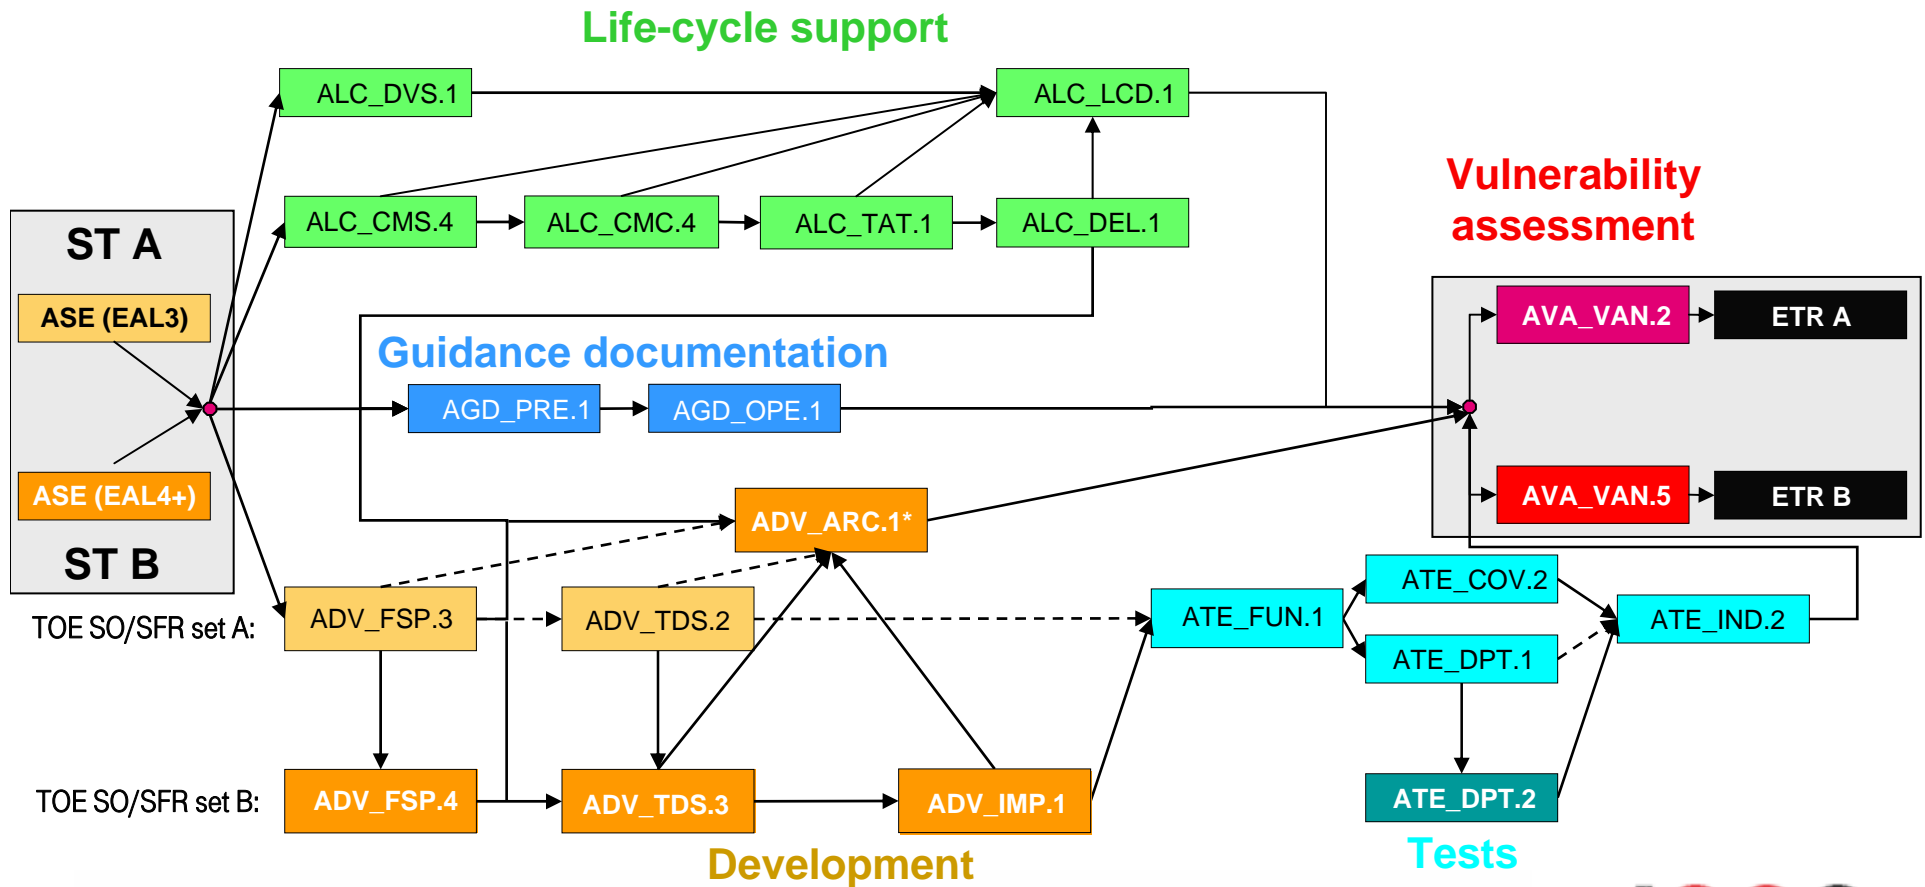 Life-cycle support
ALC_DVS.1
ALC_LCD.1
Vulnerability
assessment
ALC_CMS.4
ALC_CMC.4
ALC_TAT.1
ALC_DEL.1
ST A
ASE (EAL3)
AVA_VAN.2
ETR A
Guidance documentation
AGD_PRE.1
AGD_OPE.1
ASE (EAL4+)
AVA_VAN.5
ETR B
ADV_ARC.1*
ST B
ATE_COV.2
TOE SO/SFR set A:
ADV_FSP.3
ADV_TDS.2
ATE_FUN.1
ATE_IND.2
ATE_DPT.1
TOE SO/SFR set B:
ADV_FSP.4
ADV_TDS.3
ADV_IMP.1
ATE_DPT.2
Development
Tests